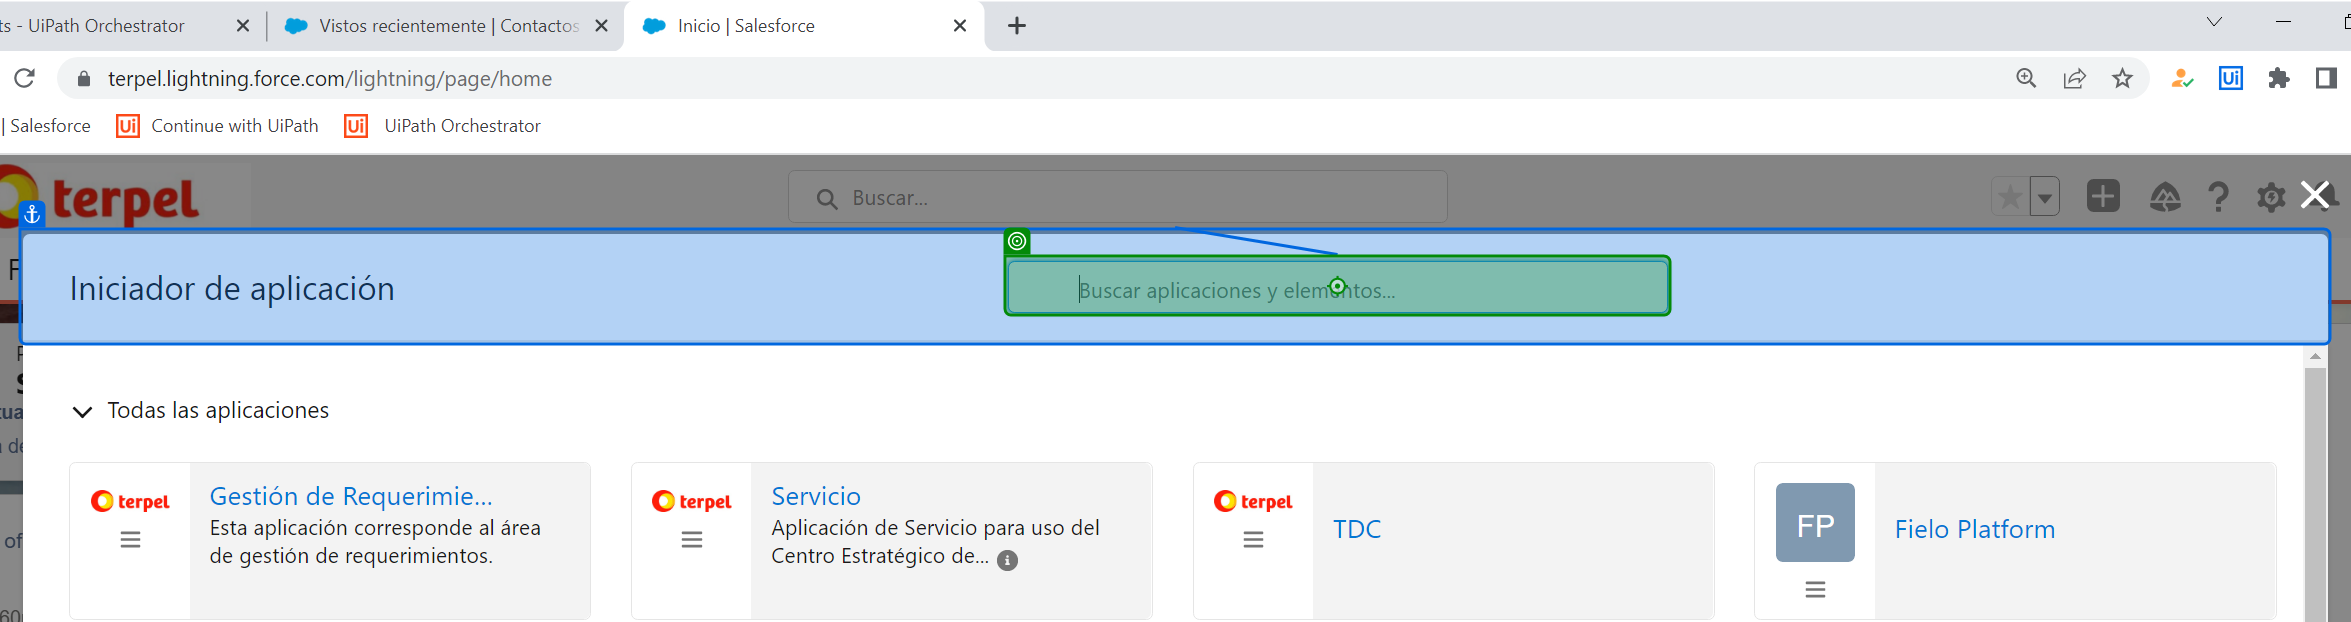 ts - UiPath Orchestrator
Vistos recientemente | Contactos
Inicio | Salesforce
terpel.lightning.force.com/lightning/page/home
Ui
| Salesforce
Ui Continue with UiPath
Ui UiPath Orchestrator
terpel
Buscar...
Iniciador de aplicación
Buscar aplicaciones y elementos...
Todas las aplicaciones
terpel
Gestión de Requerimie...
Esta aplicación corresponde al área
de gestión de requerimientos.
terpel
Servicio
Aplicación de Servicio para uso del
Centro Estratégico de...
terpel
TDC
FP
Fielo Platform